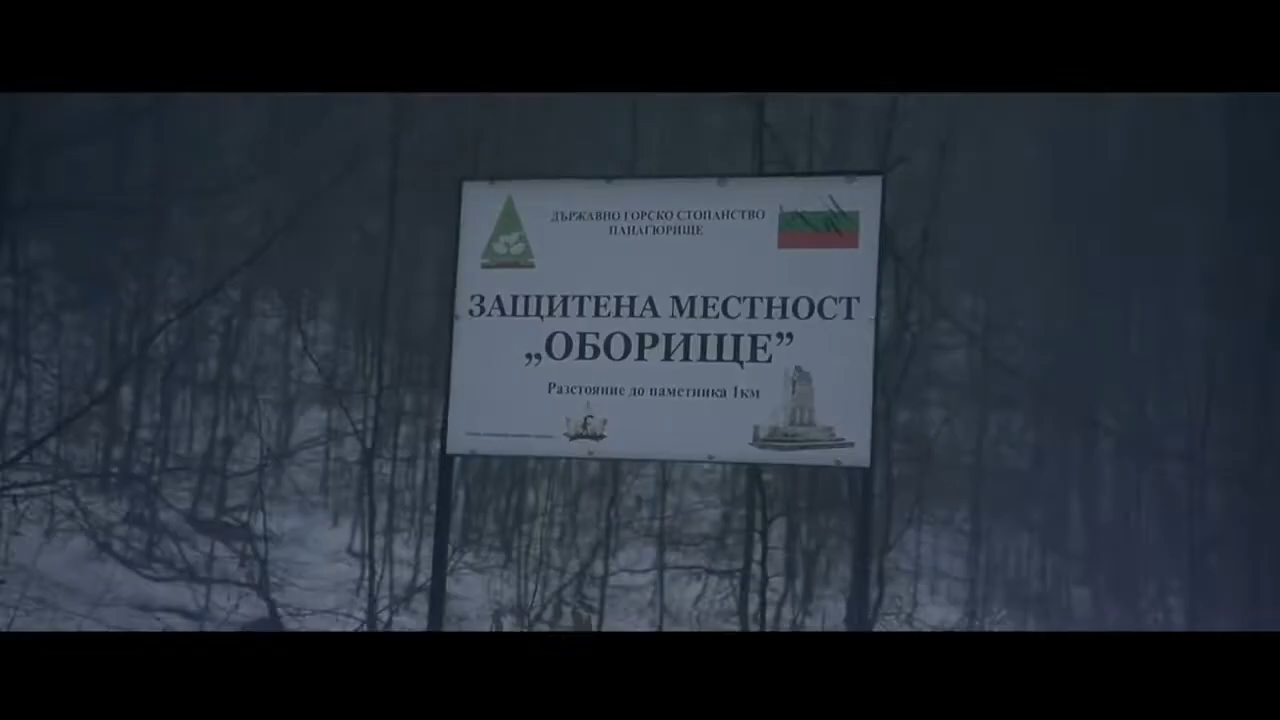 ДЪРЖАВНО ГОРСКО СТОПАНСТВО
ПАНАГЮРИЩЕ
ЗАЩИТЕНА МЕСТНОСТ
„ОБОРИЩЕ”
Разстояние до паметника 1км